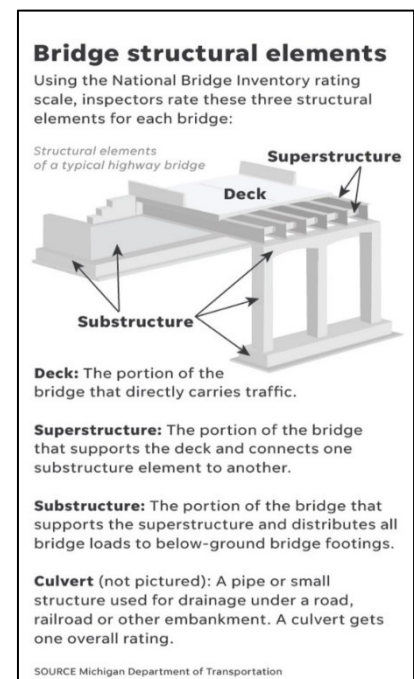 Bridge structural elements
Using the National Bridge Inventory rating
scale, inspectors rate these three structural
elements for each bridge:
Structural elements
of a typical highway bridge
Superstructure
Deck
Substructure
Deck: The portion of the
bridge that directly carries traffic.
Superstructure: The portion of the bridge
that supports the deck and connects one
substructure element to another.
Substructure: The portion of the bridge that
supports the superstructure and distributes all
bridge loads to below-ground bridge footings.
Culvert (not pictured): A pipe or small
structure used for drainage under a road,
railroad or other embankment. A culvert gets
one overall rating.
SOURCE Michigan Department of Transportation